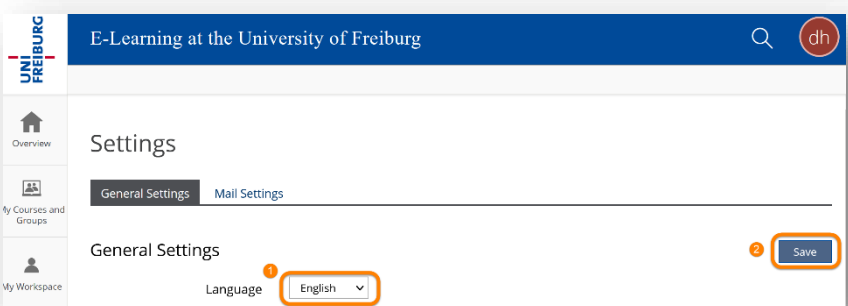 UNI
FREIBURG
E-Learning at the University of Freiburg
dh
Overview
Settings
General Settings
Mail Settings
My Courses and
Groups
General Settings
2
Save
1
My Workspace
Language
English